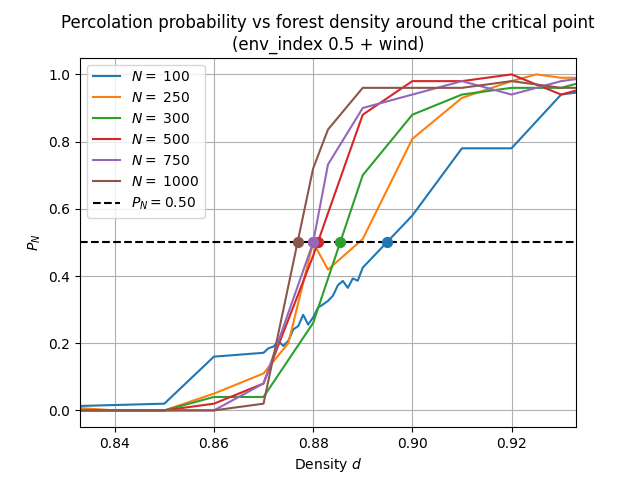 Percolation probability vs forest density around the critical point
(env_index 0.5 + wind)
N = 100
N = 250
N = 300
N = 500
N = 750
N = 1000
P_N = 0.50
1.0
0.8
0.6
0.4
0.2
0.0
P_N
0.84
0.86
0.88
0.90
0.92
Density d